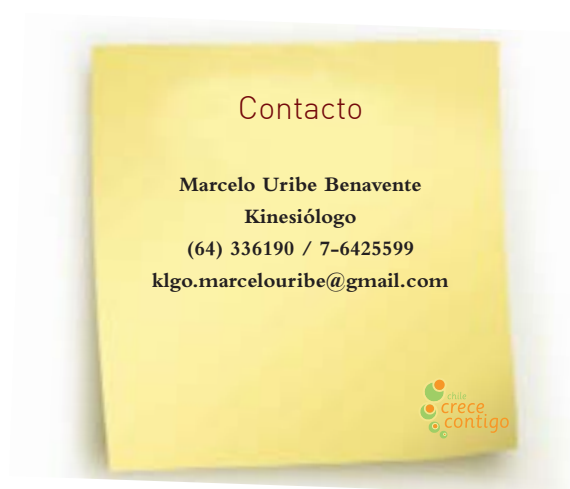 Contacto
Marcelo Uribe Benavente
Kinesiólogo
(64) 336190 / 7-6425599
klgo.marcelouribe@gmail.com
chile
crece
contigo